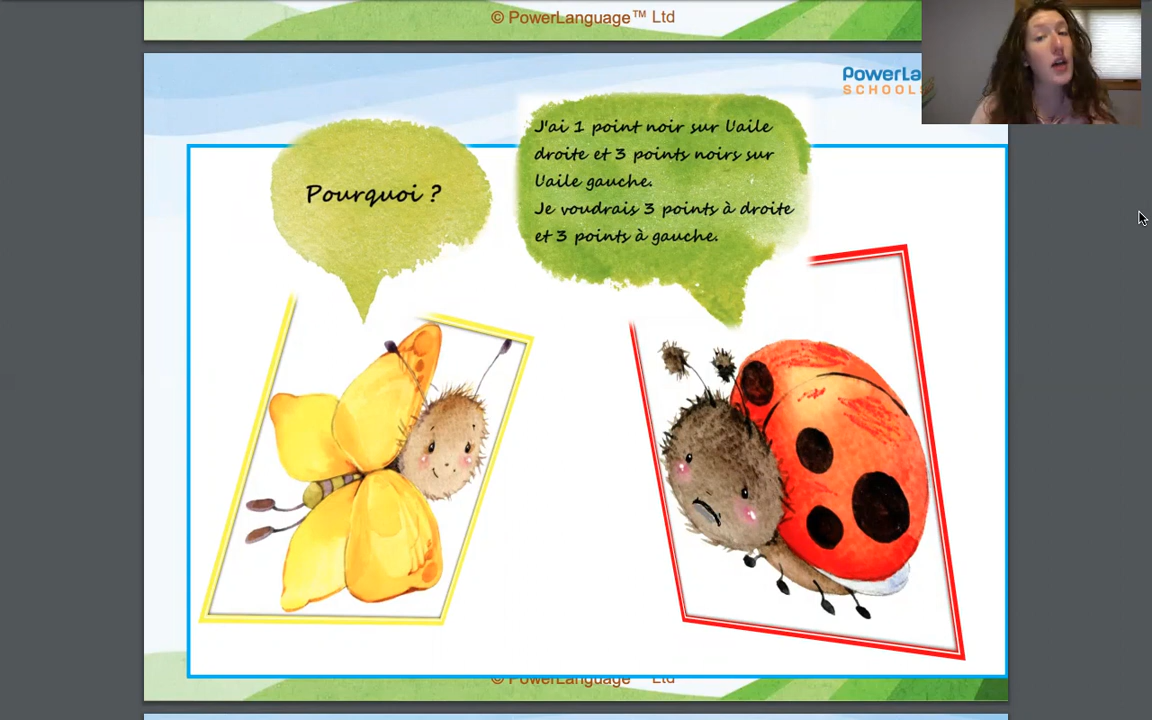 © PowerLanguage™ Ltd
PowerLa
SCHOOLS
Pourquoi ?
J'ai 1 point noir sur l'aile
droite et 3 points noirs sur
l'aile gauche.
Je voudrais 3 points à droite
et 3 points à gauche.
© PowerLanguage Ltd